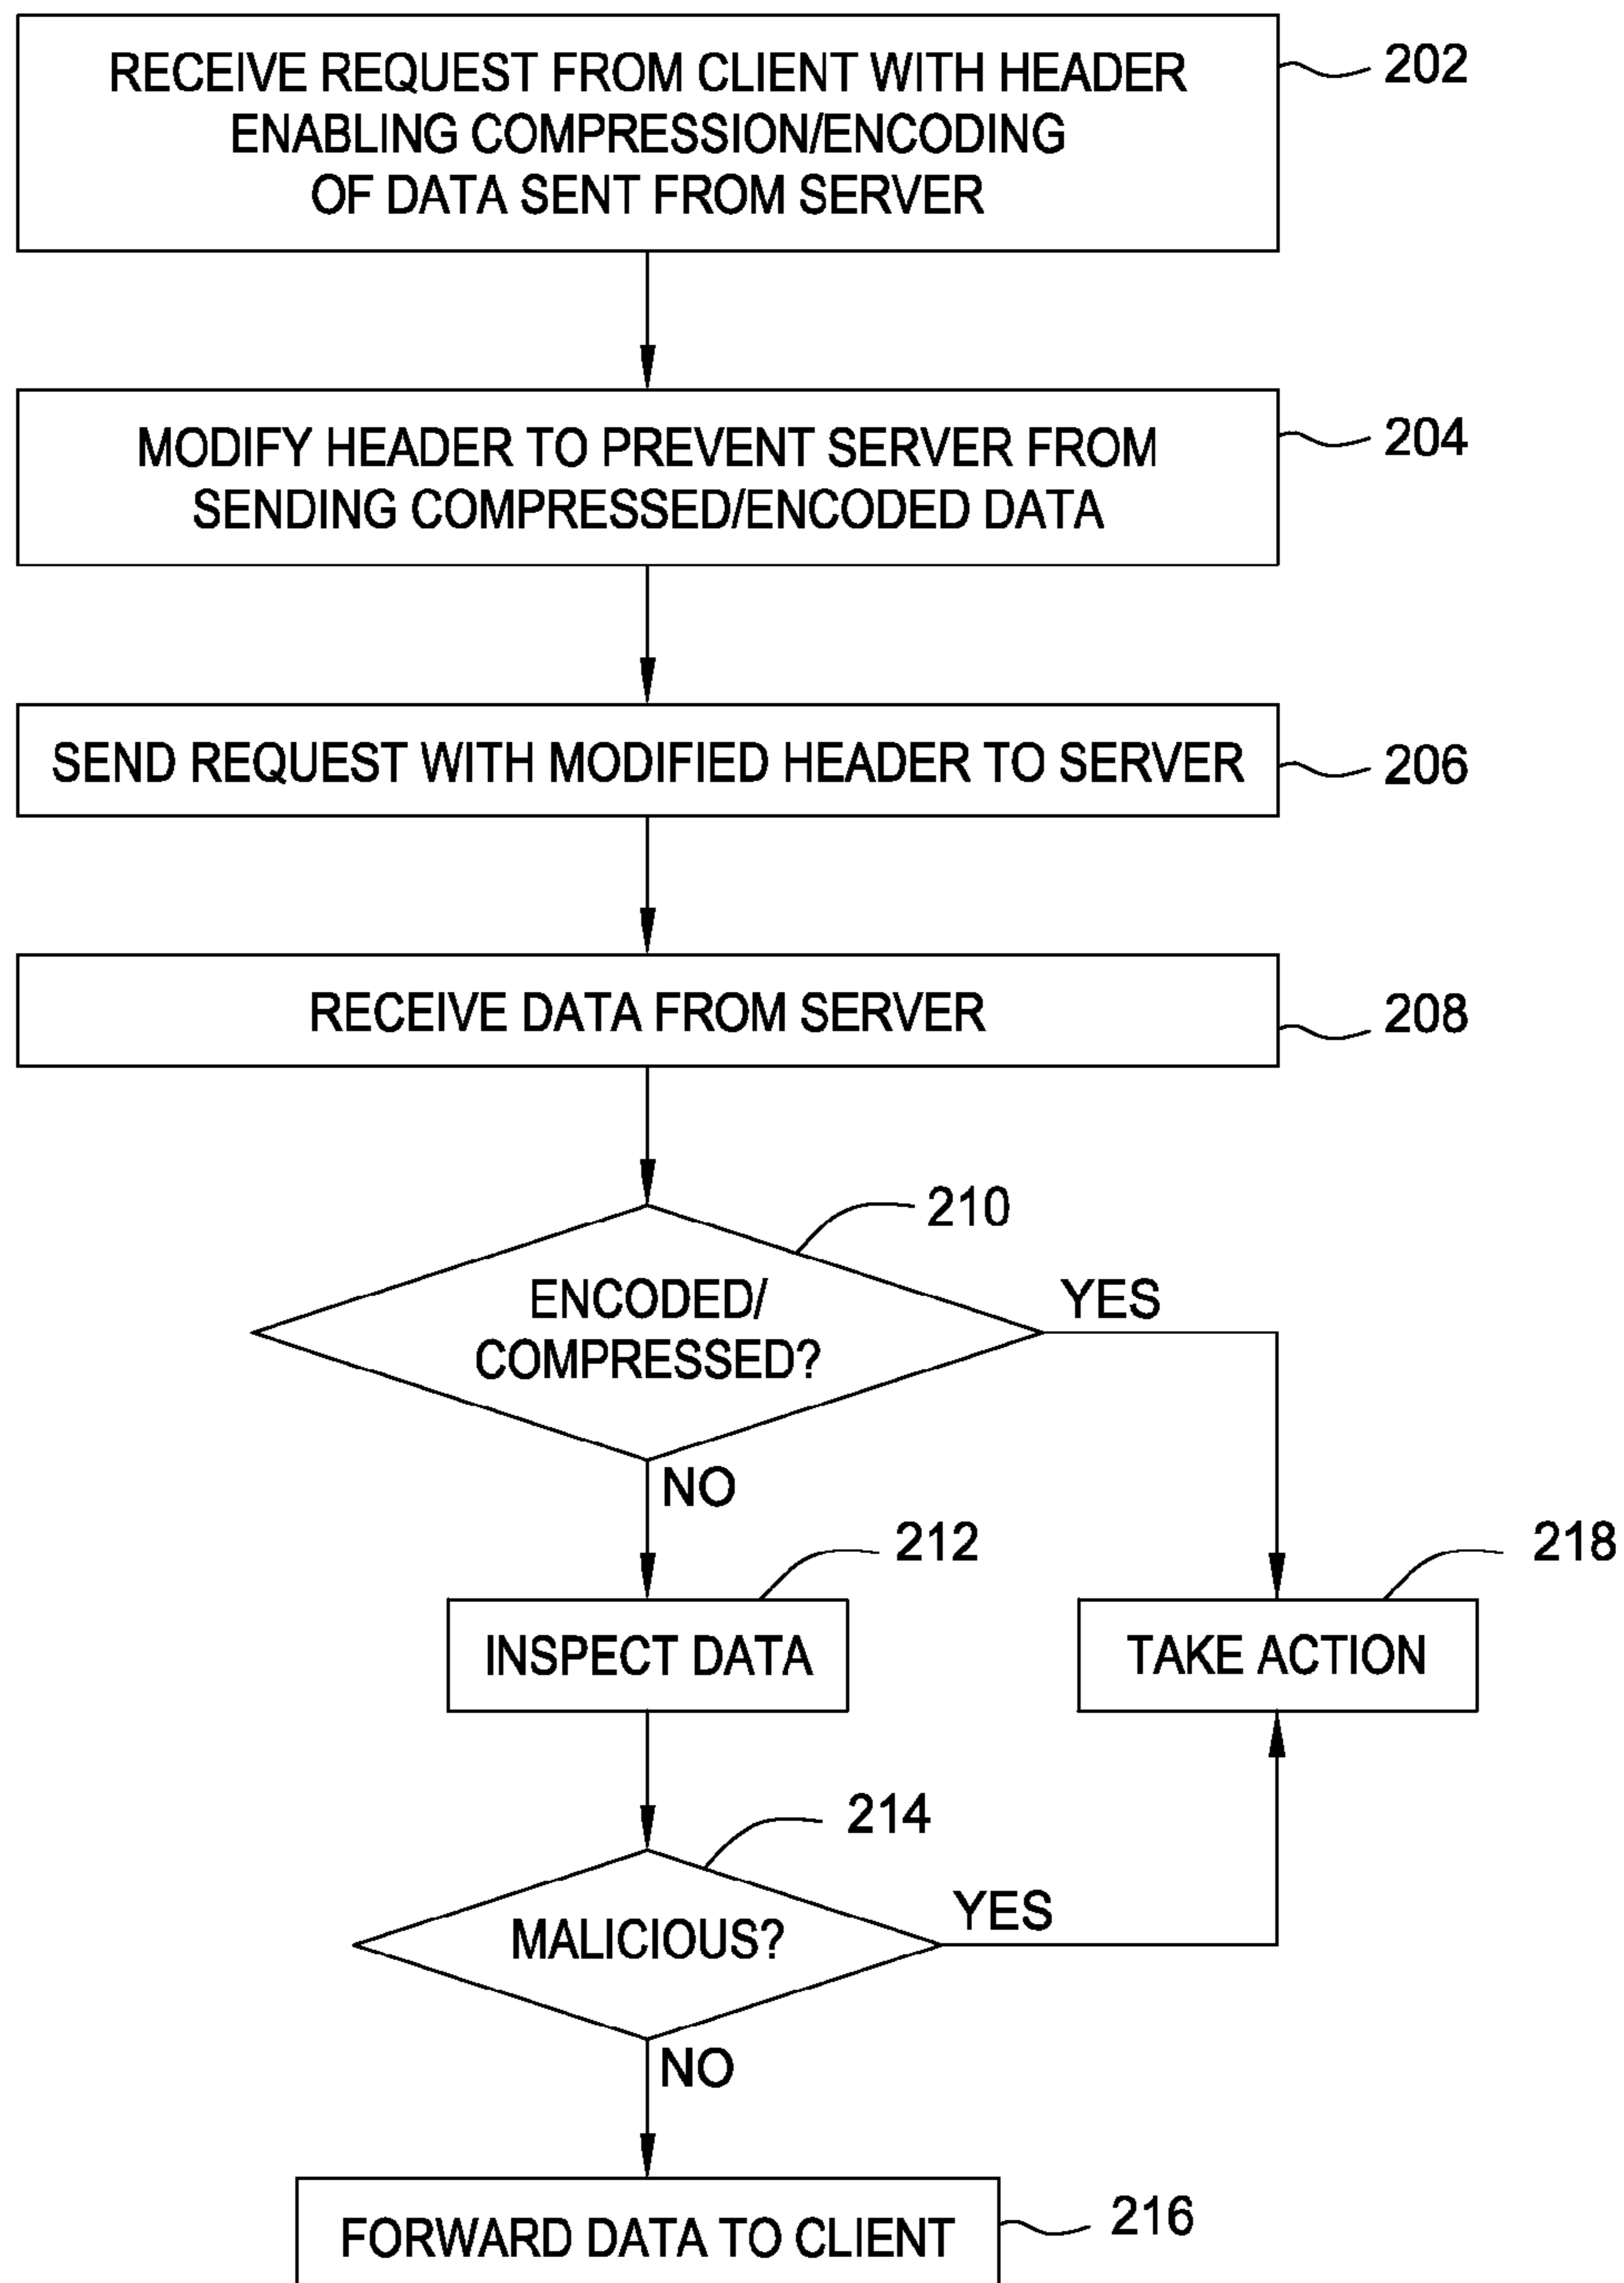 RECEIVE REQUEST FROM CLIENT WITH HEADER
ENABLING COMPRESSION/ENCODING
OF DATA SENT FROM SERVER
202
MODIFY HEADER TO PREVENT SERVER FROM
SENDING COMPRESSED/ENCODED DATA
204
SEND REQUEST WITH MODIFIED HEADER TO SERVER
206
RECEIVE DATA FROM SERVER
208
210
ENCODED/
COMPRESSED?
YES
NO
212
INSPECT DATA
218
TAKE ACTION
214
MALICIOUS?
YES
NO
FORWARD DATA TO CLIENT
216